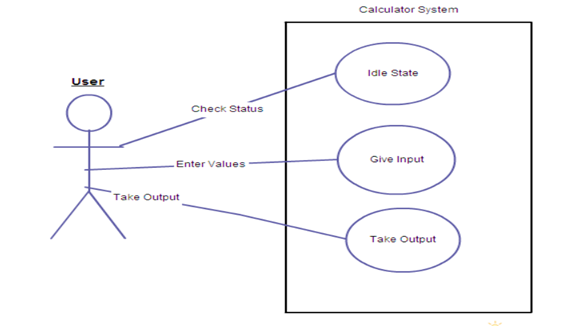 Calculator System
User
Idle State
Check Status
Enter Values
Give Input
Take Output
Take Output